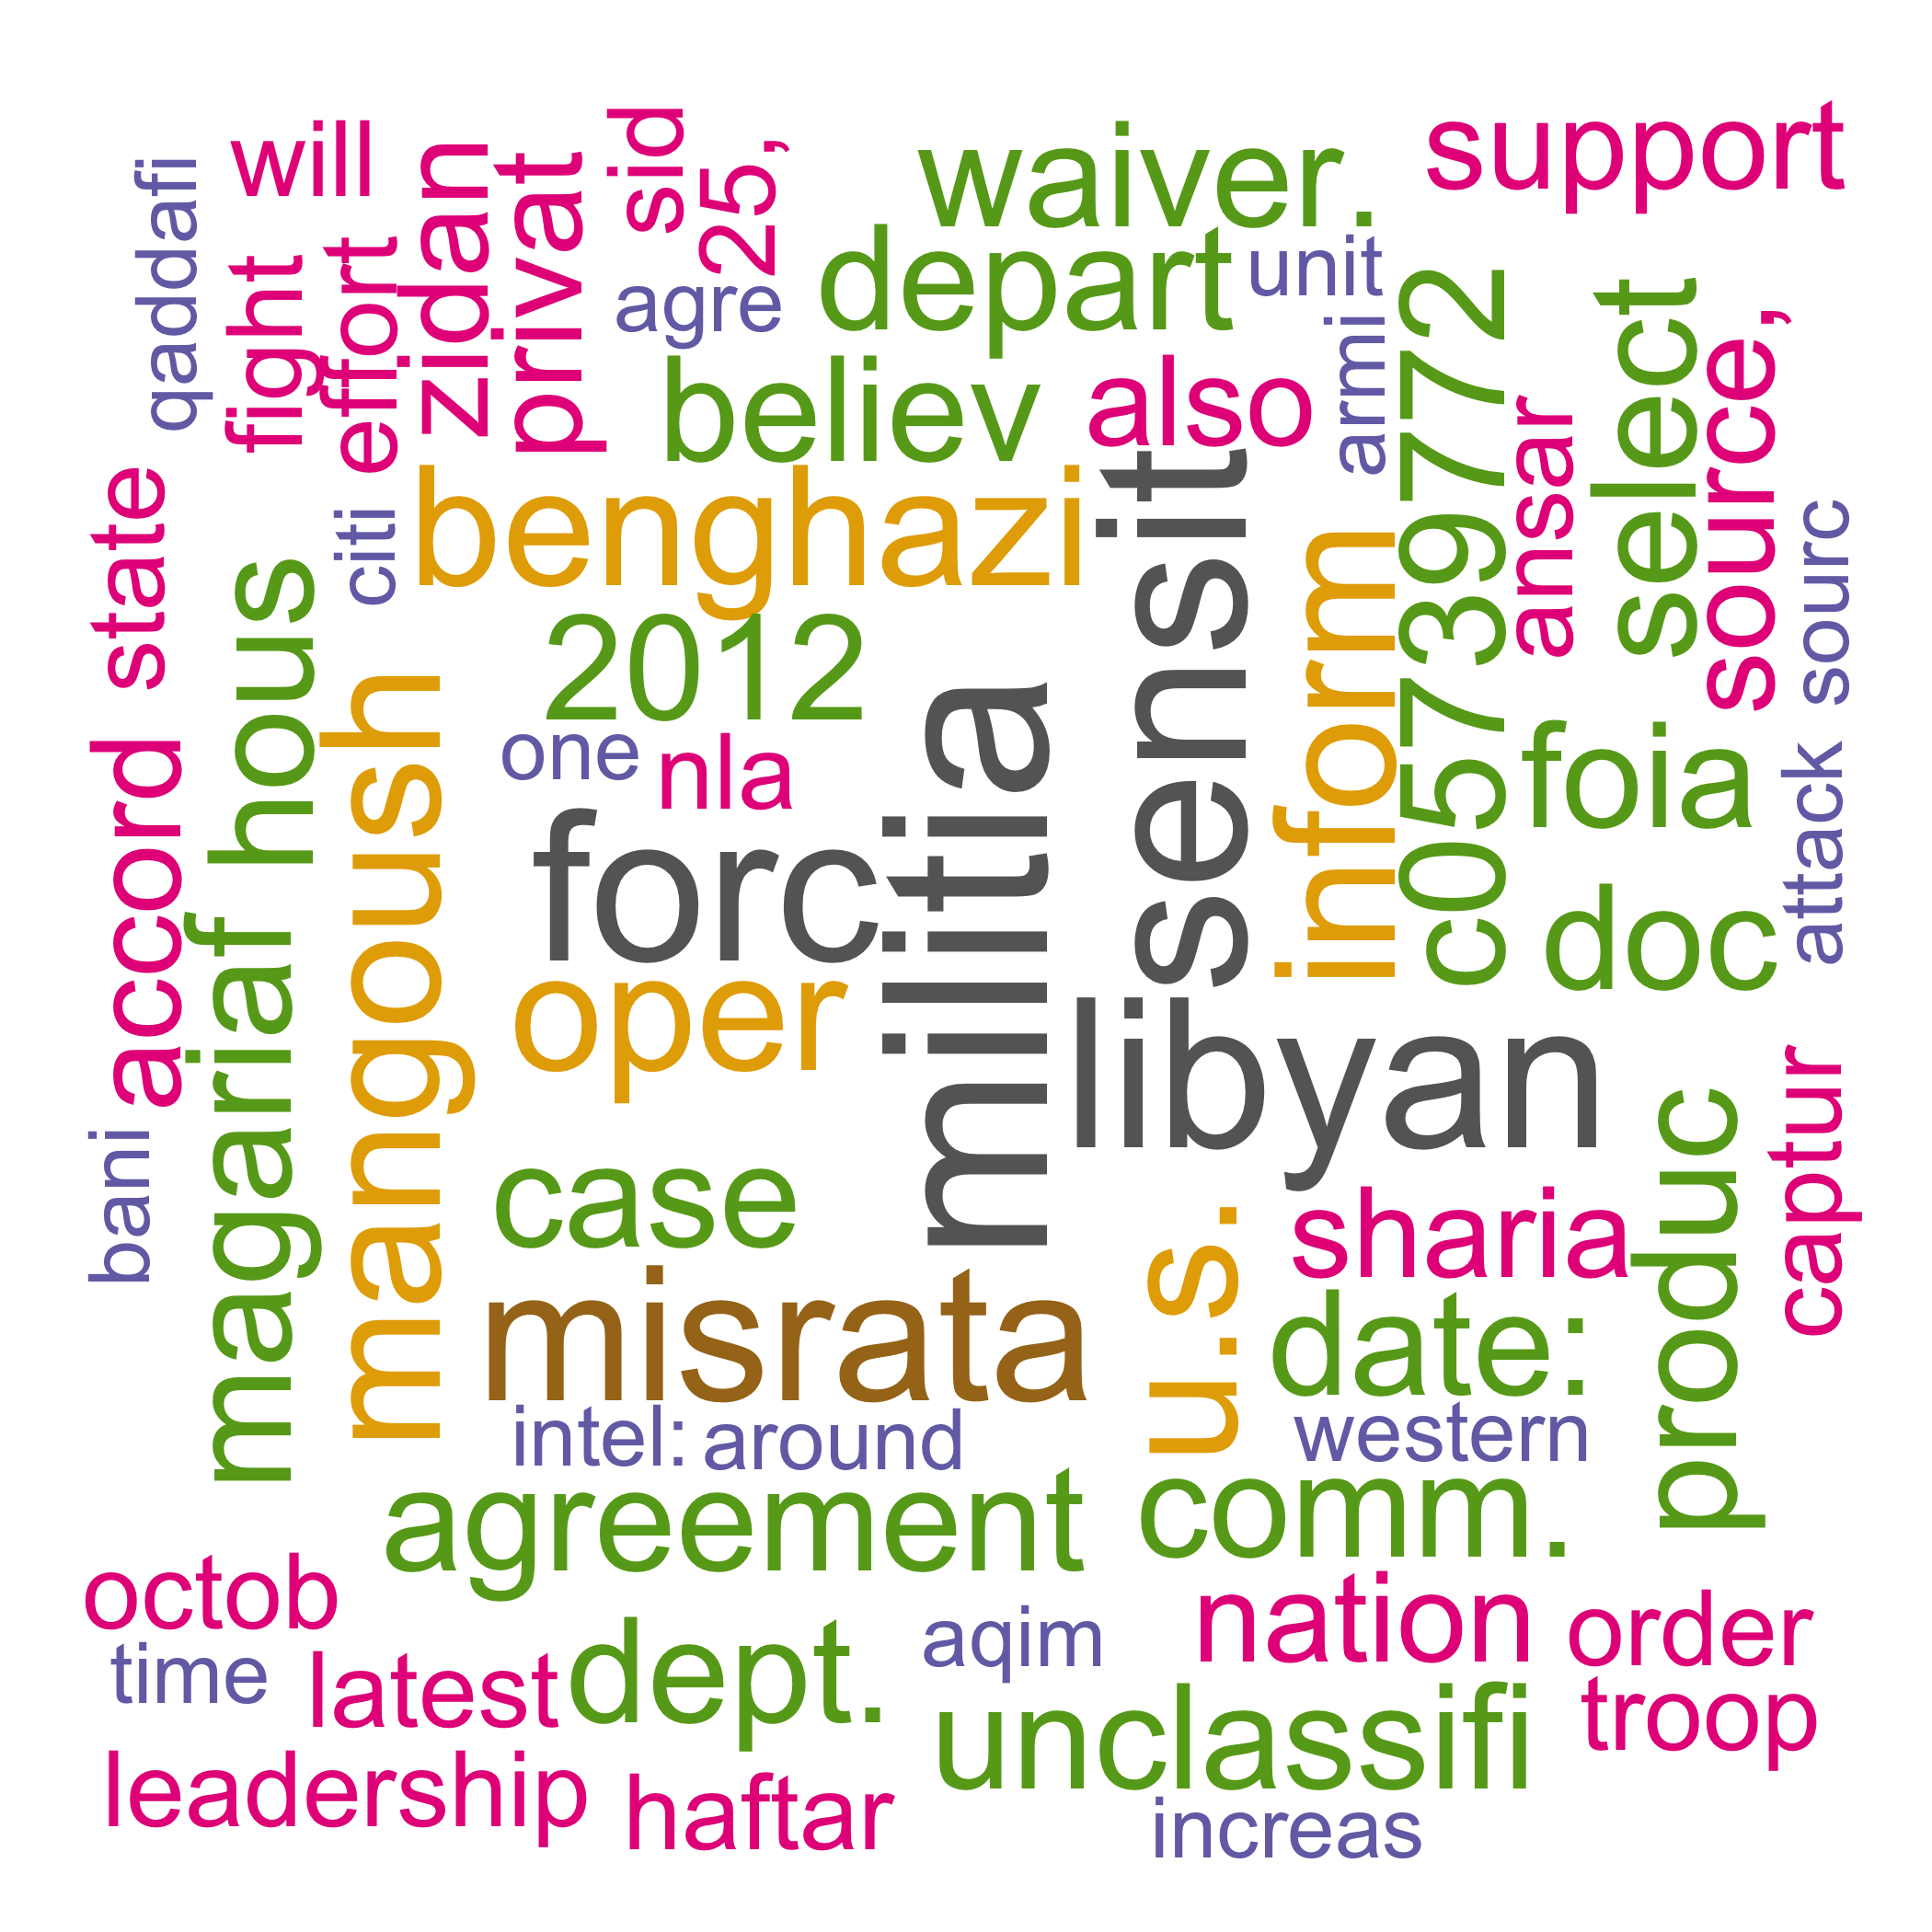 will
qaddafi
fight
effort
zidan
privat
sid
25,
agre
waiver.
depart
unit
support
believ
also
armi
c05739772
select
source,
ansar
sourc
state
citi
benghazi
sensit
inform
hous
2012
mangoush
one
nla
militia
foia
attack
accord
forc
doc
magariaf
oper
libyan
bani
case
captur
sharia
produc
misrata
u.s.
date:
intel:
around
western
agreement
comm.
octob
nation
order
time
latest
dept.
aqim
unclassifi
troop
leadership
haftar
increas